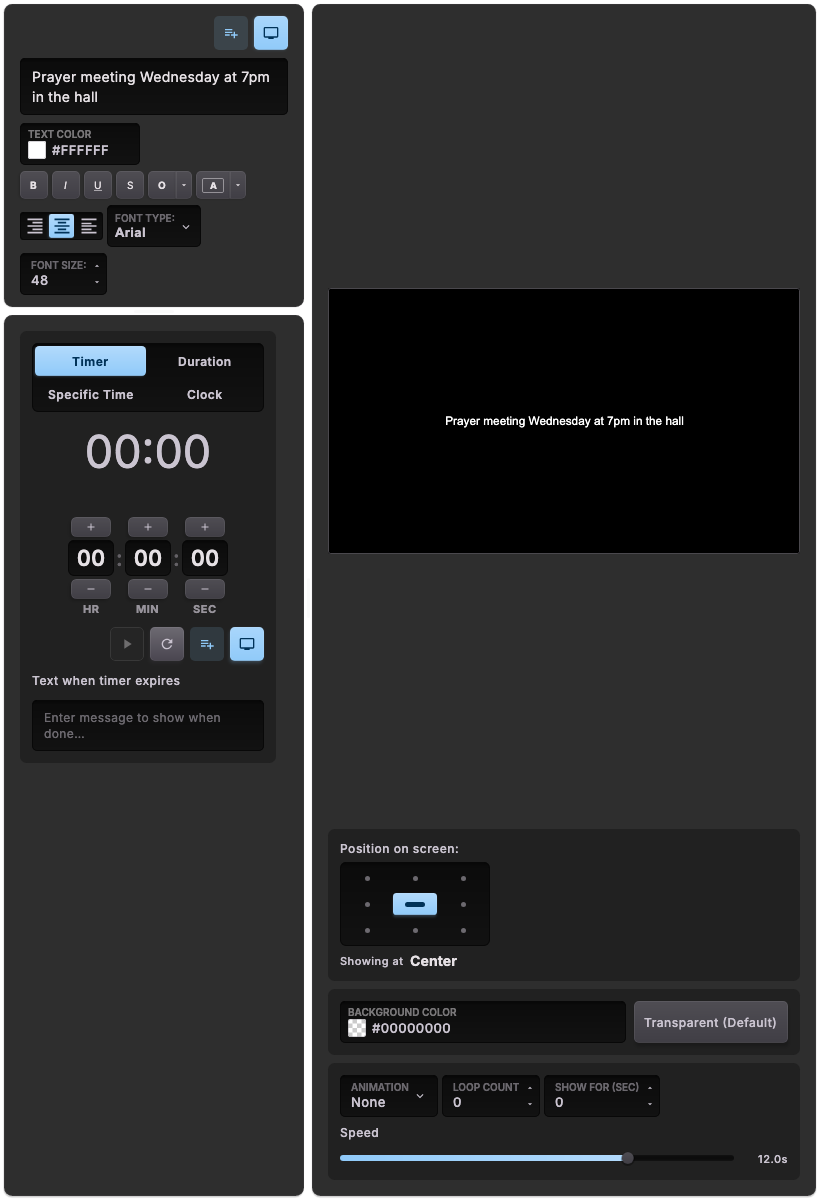 Prayer meeting Wednesday at 7pm
in the hall
TEXT COLOR
#FFFFFF
B I U S O A
FONT TYPE:
Arial
FONT SIZE:
48
Timer Duration
Specific Time Clock
00:00
+ + +
00 : 00 : 00
− − −
HR MIN SEC
Text when timer expires
Enter message to show when
done...
Prayer meeting Wednesday at 7pm in the hall
Position on screen:
Showing at Center
BACKGROUND COLOR
#00000000
Transparent (Default)
ANIMATION LOOP COUNT SHOW FOR (SEC)
None 0 0
Speed
12.0s